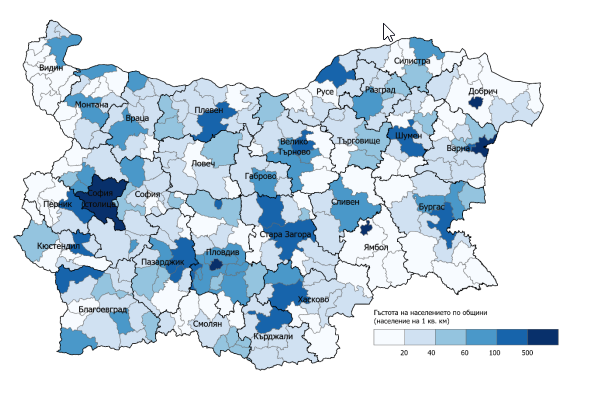 Видин
Силистра
Русе
Разград
Добрич
Монтана
Плевен
Враца
Шумен
Велико
Търнвво
Търговище
Варна
Ловеч
Габрово
София
(столица)
София
Перник
Сливен
Бургас
Стара Загора
Кюстендил
Ямбол
Пловдив
Пазарджик
Хасково
Благоевград
Смолян
Кърджали
Гъстота на населението по общини
(население на 1 кв. км)
20 40 60 100 500